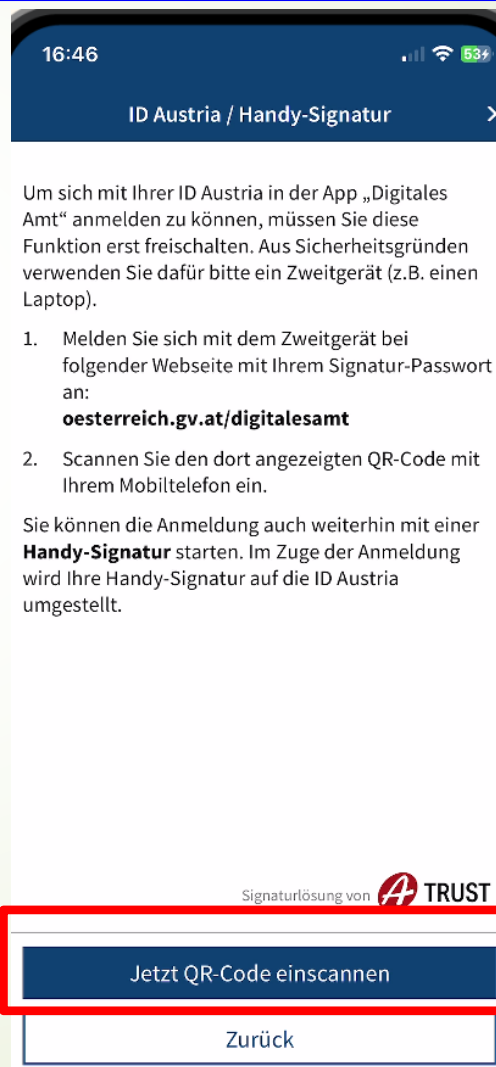 16:46
53
ID Austria / Handy-Signatur
Um sich mit Ihrer ID Austria in der App „Digitales
Amt“ anmelden zu können, müssen Sie diese
Funktion erst freischalten. Aus Sicherheitsgründen
verwenden Sie dafür bitte ein Zweitgerät (z.B. einen
Laptop).
1. Melden Sie sich mit dem Zweitgerät bei
folgender Webseite mit Ihrem Signatur-Passwort
an:
oesterreich.gv.at/digitalesamt
2. Scannen Sie den dort angezeigten QR-Code mit
Ihrem Mobiltelefon ein.
Sie können die Anmeldung auch weiterhin mit einer
Handy-Signatur starten. Im Zuge der Anmeldung
wird Ihre Handy-Signatur auf die ID Austria
umgestellt.
Signaturlösung von A TRUST
Jetzt QR-Code einscannen
Zurück